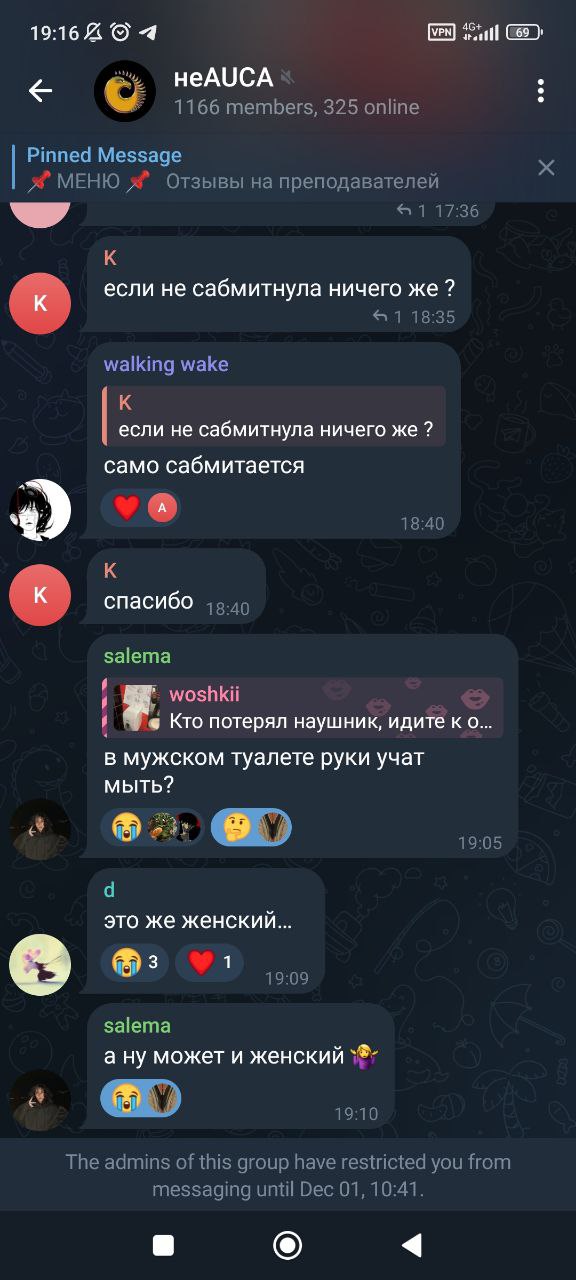 19:16
VPN 4G+ 69
неAUCA
1166 members, 325 online
Pinned Message
📌 МЕНЮ 📌 Отзывы на преподавателей
1 17:36
K
K
если не сабмитнула ничего же ?
1 18:35
walking wake
K
если не сабмитнула ничего же ?
само сабмитается
❤️ A
18:40
K
K
спасибо 18:40
salema
woshkii
Кто потерял наушник, идите к о...
в мужском туалете руки учат
мыть?
😭 🤔
19:05
d
это же женский...
😭 3 ❤️ 1
19:09
salema
а ну может и женский 🤷‍♀️
😭
19:10
The admins of this group have restricted you from
messaging until Dec 01, 10:41.